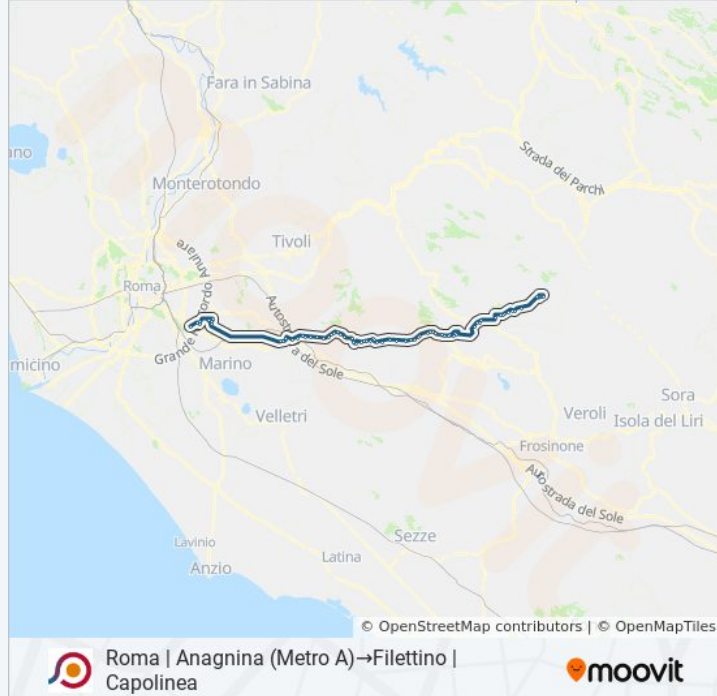 Fara in Sabina
ano
Strada dei Parchi
Monterotondo
Tivoli
Grande Raccordo Anulare
Roma
Autostrada del Sole
micino
Marino
Velletri
Sora
Veroli
Isola del Liri
Frosinone
Autostrada del Sole
Sezze
Lavinio
Latina
Anzio
© OpenStreetMap contributors | © OpenMapTiles
Roma | Anagnina (Metro A)→Filettino |
Capolinea
moovit